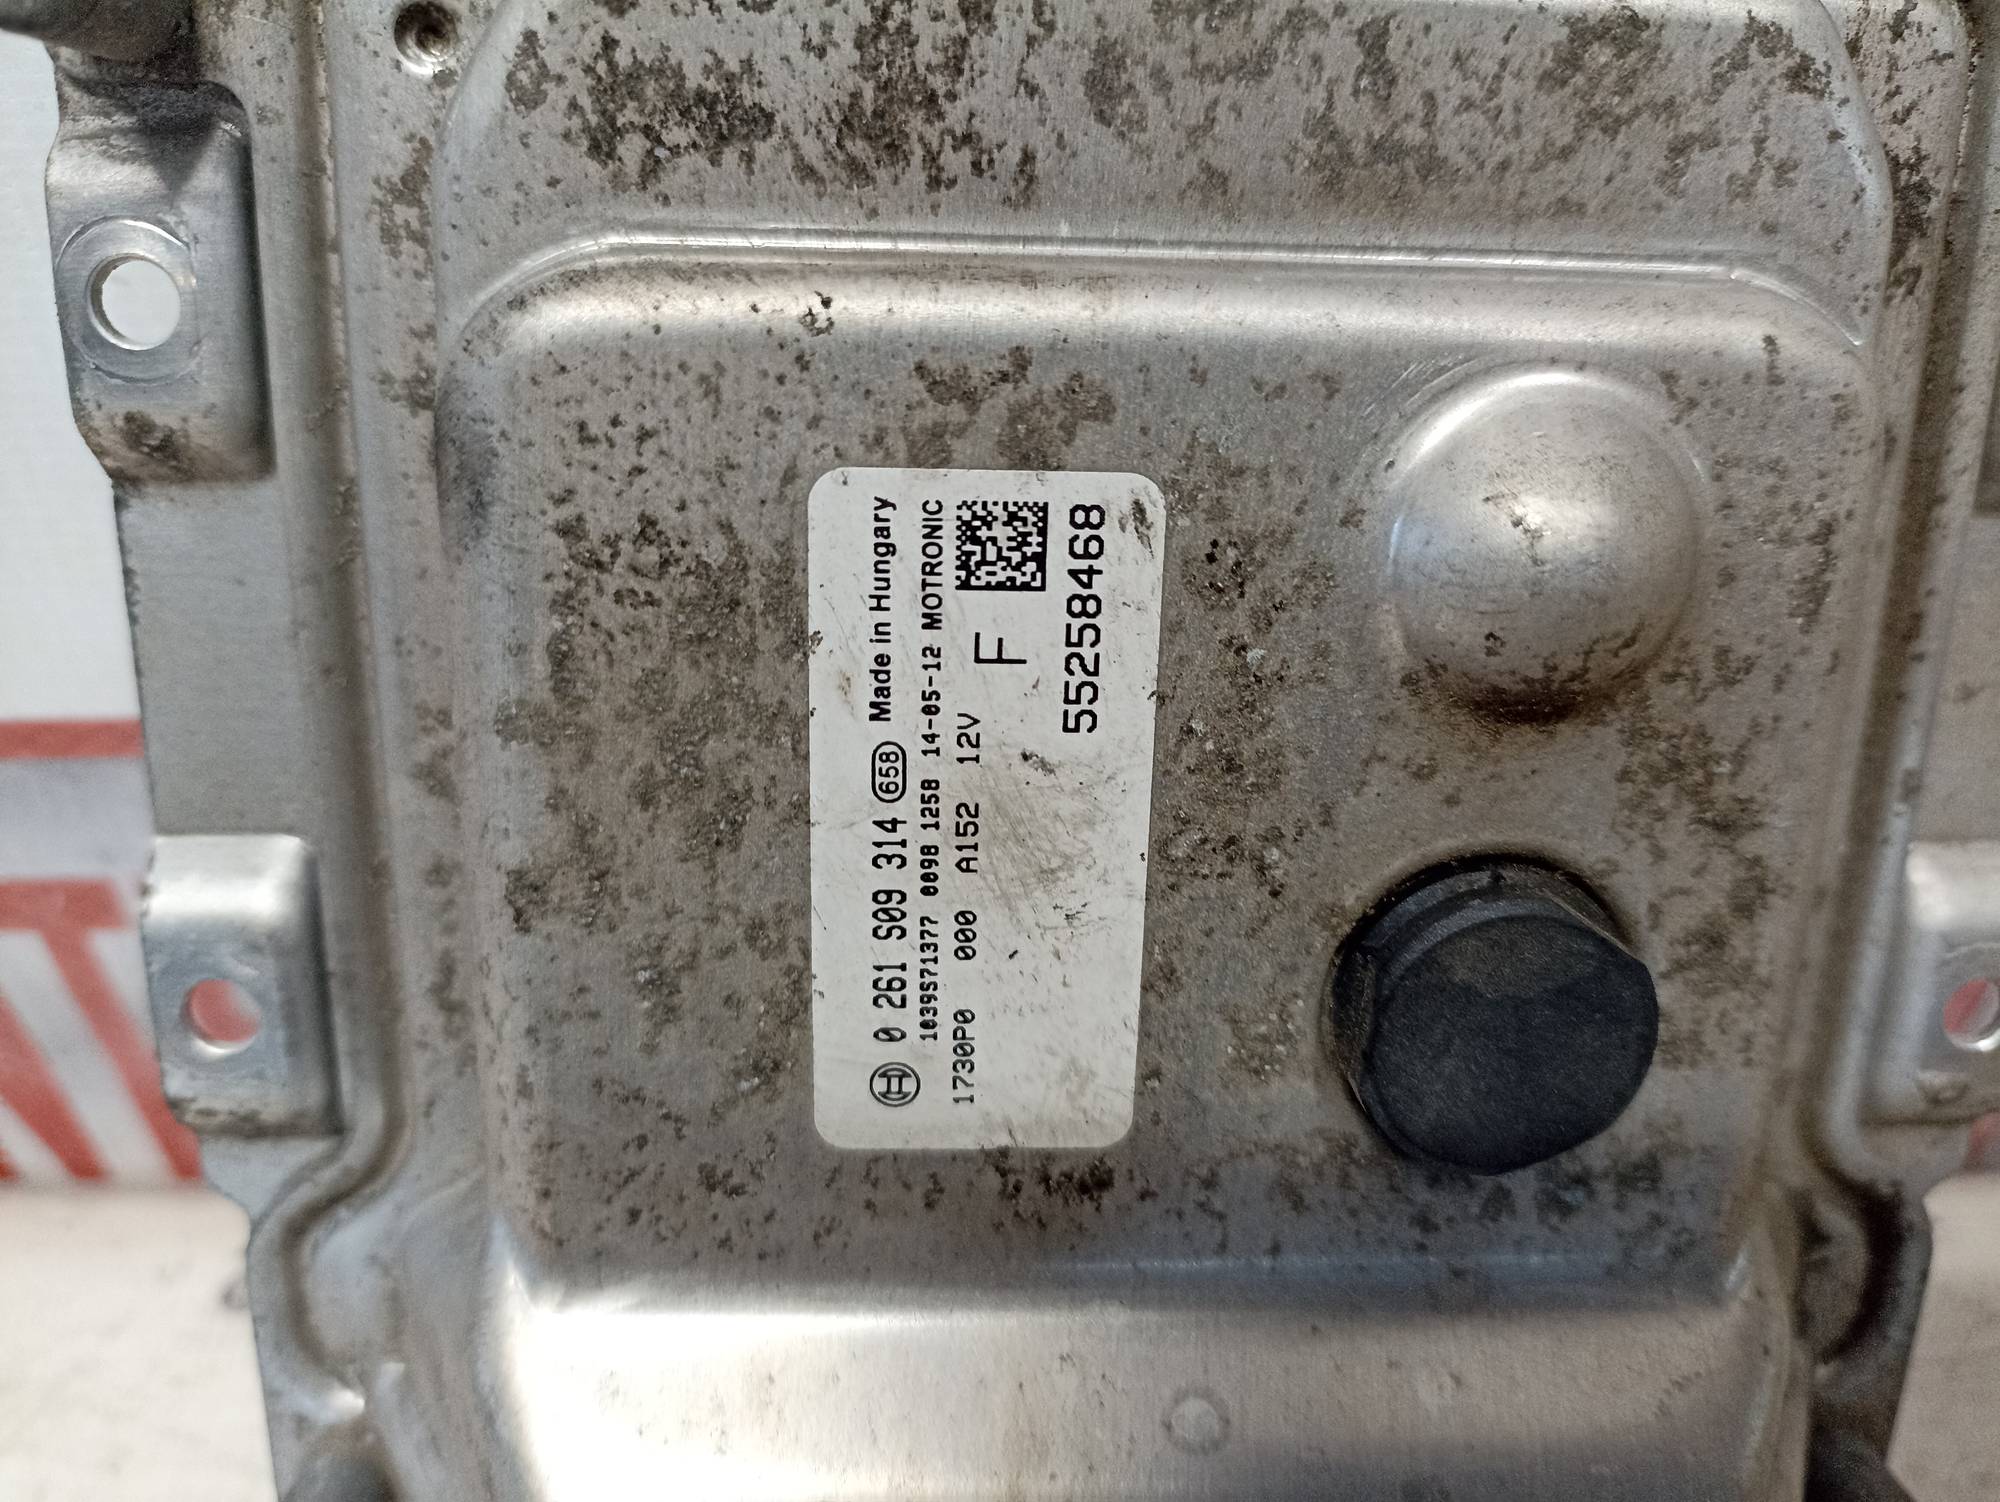 0 261 S09 314 658 Made in Hungary
1039S71377 0098 1258 14-05-12 MOTRONIC
1730P0 000 A152 12V F
55258468